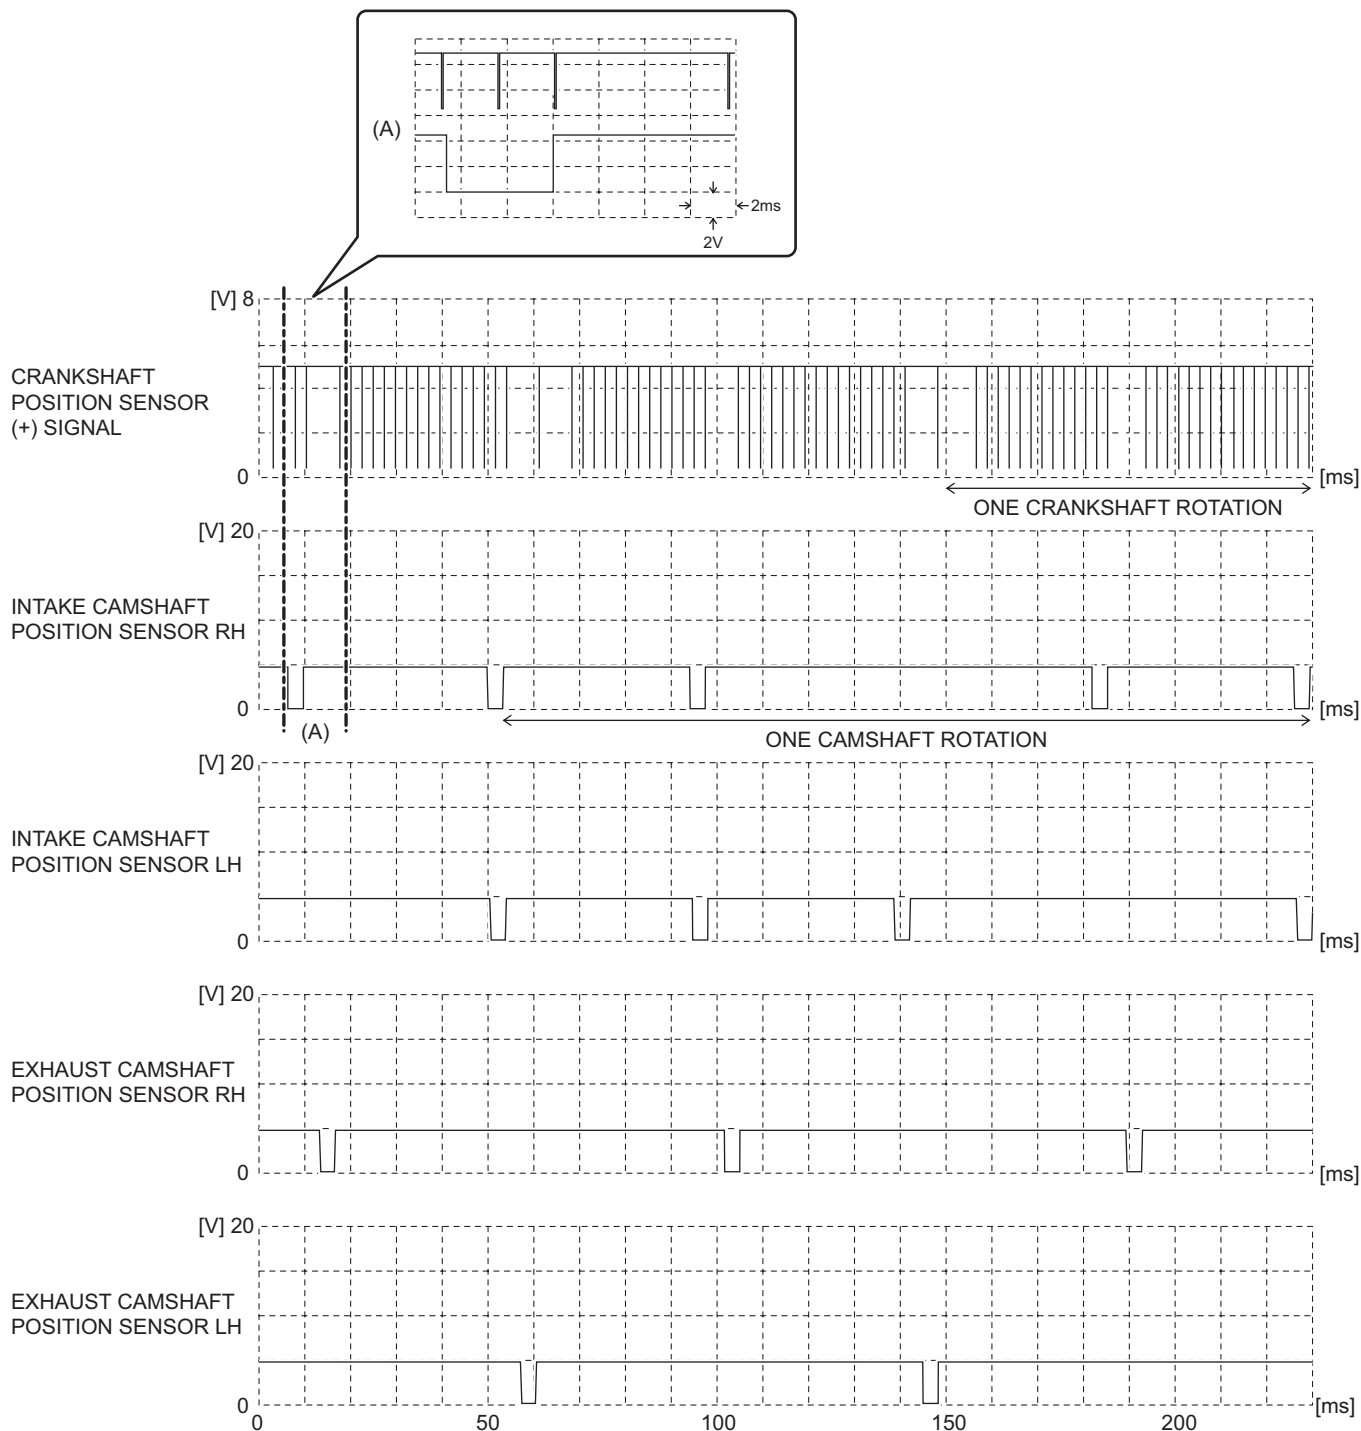 (A)
2ms
2V
[V] 8
CRANKSHAFT
POSITION SENSOR
(+) SIGNAL
0
[ms]
ONE CRANKSHAFT ROTATION
[V] 20
INTAKE CAMSHAFT
POSITION SENSOR RH
0
[ms]
(A)
ONE CAMSHAFT ROTATION
[V] 20
INTAKE CAMSHAFT
POSITION SENSOR LH
0
[ms]
[V] 20
EXHAUST CAMSHAFT
POSITION SENSOR RH
0
[ms]
[V] 20
EXHAUST CAMSHAFT
POSITION SENSOR LH
0
[ms]
0 50 100 150 200